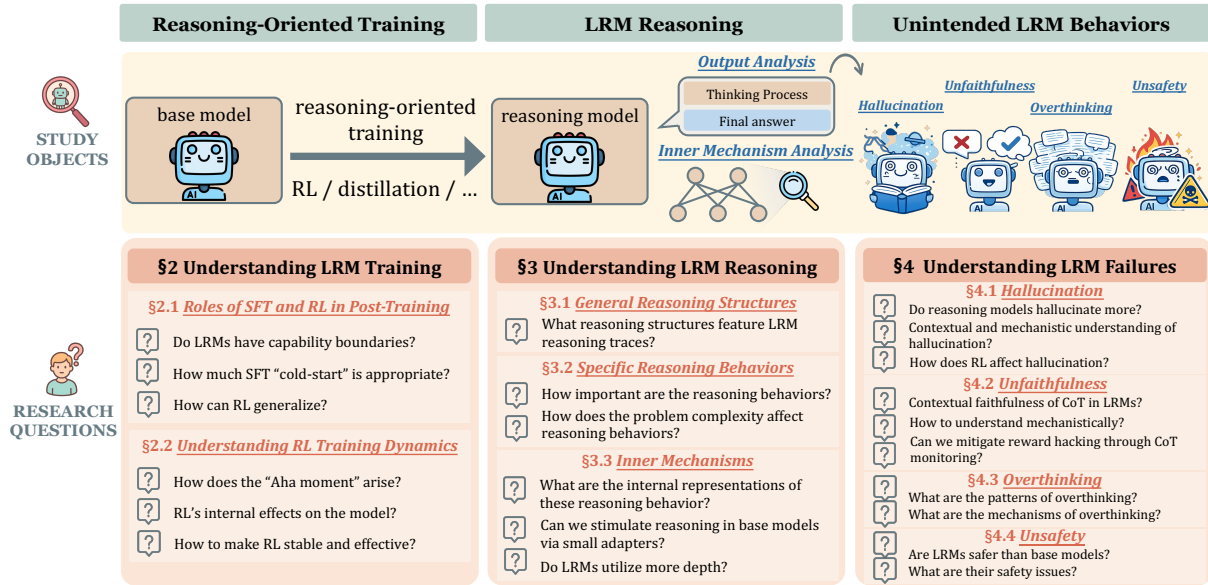 Reasoning-Oriented Training
LRM Reasoning
Unintended LRM Behaviors
STUDY
OBJECTS
base model
AI
reasoning-oriented
training
RL / distillation / ...
reasoning model
AI
Output Analysis
Thinking Process
Final answer
Inner Mechanism Analysis
Hallucination
Unfaithfulness
Overthinking
Unsafety
AI
AI
AI
RESEARCH
QUESTIONS
§2 Understanding LRM Training
§2.1 Roles of SFT and RL in Post-Training
Do LRMs have capability boundaries?
How much SFT “cold-start” is appropriate?
How can RL generalize?
§2.2 Understanding RL Training Dynamics
How does the “Aha moment” arise?
RL’s internal effects on the model?
How to make RL stable and effective?
§3 Understanding LRM Reasoning
§3.1 General Reasoning Structures
What reasoning structures feature LRM
reasoning traces?
§3.2 Specific Reasoning Behaviors
How important are the reasoning behaviors?
How does the problem complexity affect
reasoning behaviors?
§3.3 Inner Mechanisms
What are the internal representations of
these reasoning behavior?
Can we stimulate reasoning in base models
via small adapters?
Do LRMs utilize more depth?
§4 Understanding LRM Failures
§4.1 Hallucination
Do reasoning models hallucinate more?
Contextual and mechanistic understanding of
hallucination?
How does RL affect hallucination?
§4.2 Unfaithfulness
Contextual faithfulness of CoT in LRMs?
How to understand mechanistically?
Can we mitigate reward hacking through CoT
monitoring?
§4.3 Overthinking
What are the patterns of overthinking?
What are the mechanisms of overthinking?
§4.4 Unsafety
Are LRMs safer than base models?
What are their safety issues?